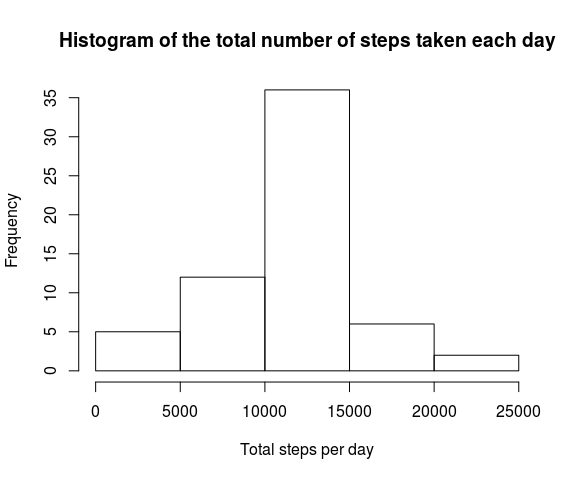 Histogram of the total number of steps taken each day
Frequency
35
30
25
20
15
10
5
0
0 5000 10000 15000 20000 25000
Total steps per day